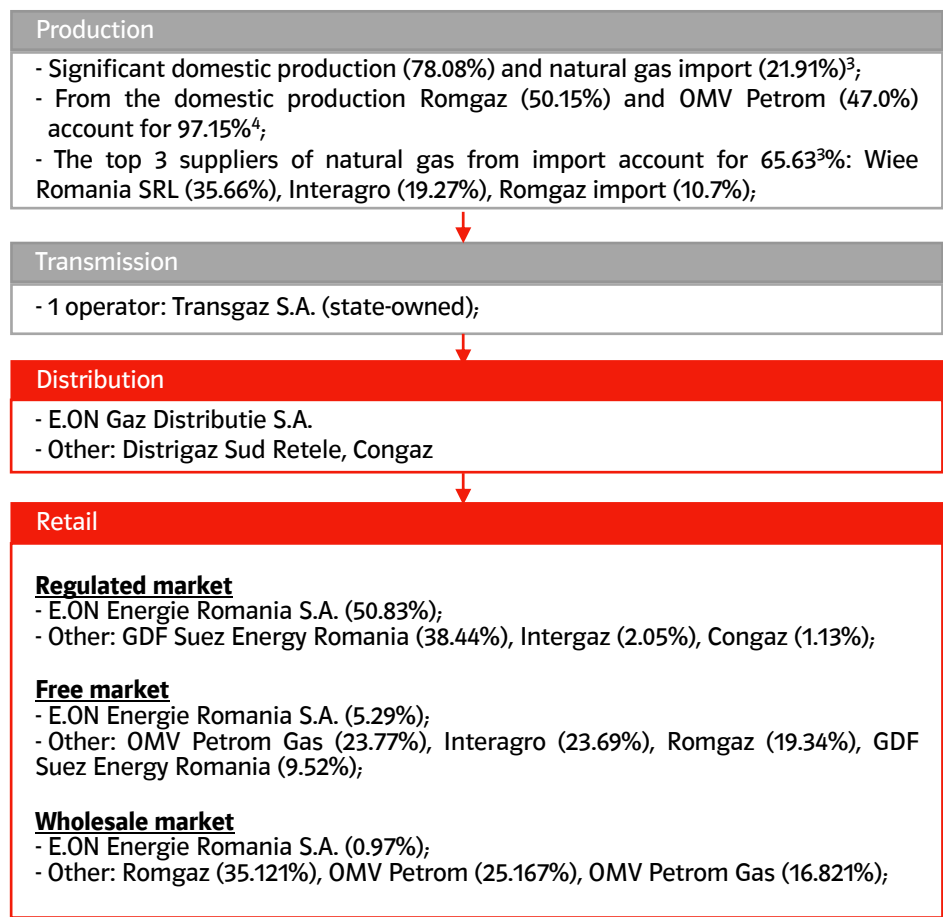 Production
- Significant domestic production (78.08%) and natural gas import (21.91%)³;
- From the domestic production Romgaz (50.15%) and OMV Petrom (47.0%)
account for 97.15%⁴;
- The top 3 suppliers of natural gas from import account for 65.63³%: Wiee
Romania SRL (35.66%), Interagro (19.27%), Romgaz import (10.7%);
Transmission
- 1 operator: Transgaz S.A. (state-owned);
Distribution
- E.ON Gaz Distributie S.A.
- Other: Distrigaz Sud Retele, Congaz
Retail
Regulated market
- E.ON Energie Romania S.A. (50.83%);
- Other: GDF Suez Energy Romania (38.44%), Intergaz (2.05%), Congaz (1.13%);
Free market
- E.ON Energie Romania S.A. (5.29%);
- Other: OMV Petrom Gas (23.77%), Interagro (23.69%), Romgaz (19.34%), GDF
Suez Energy Romania (9.52%);
Wholesale market
- E.ON Energie Romania S.A. (0.97%);
- Other: Romgaz (35.121%), OMV Petrom (25.167%), OMV Petrom Gas (16.821%);